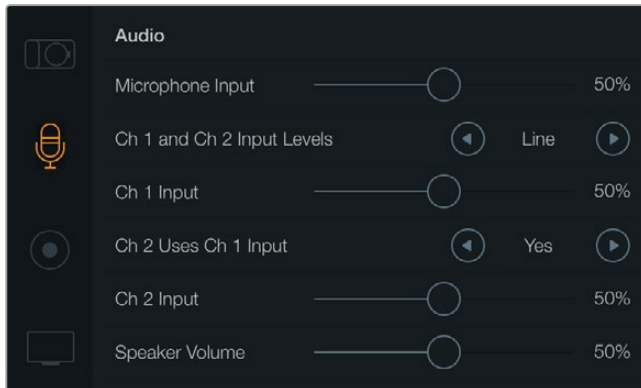 Audio
Microphone Input 50%
Ch 1 and Ch 2 Input Levels Line
Ch 1 Input 50%
Ch 2 Uses Ch 1 Input Yes
Ch 2 Input 50%
Speaker Volume 50%